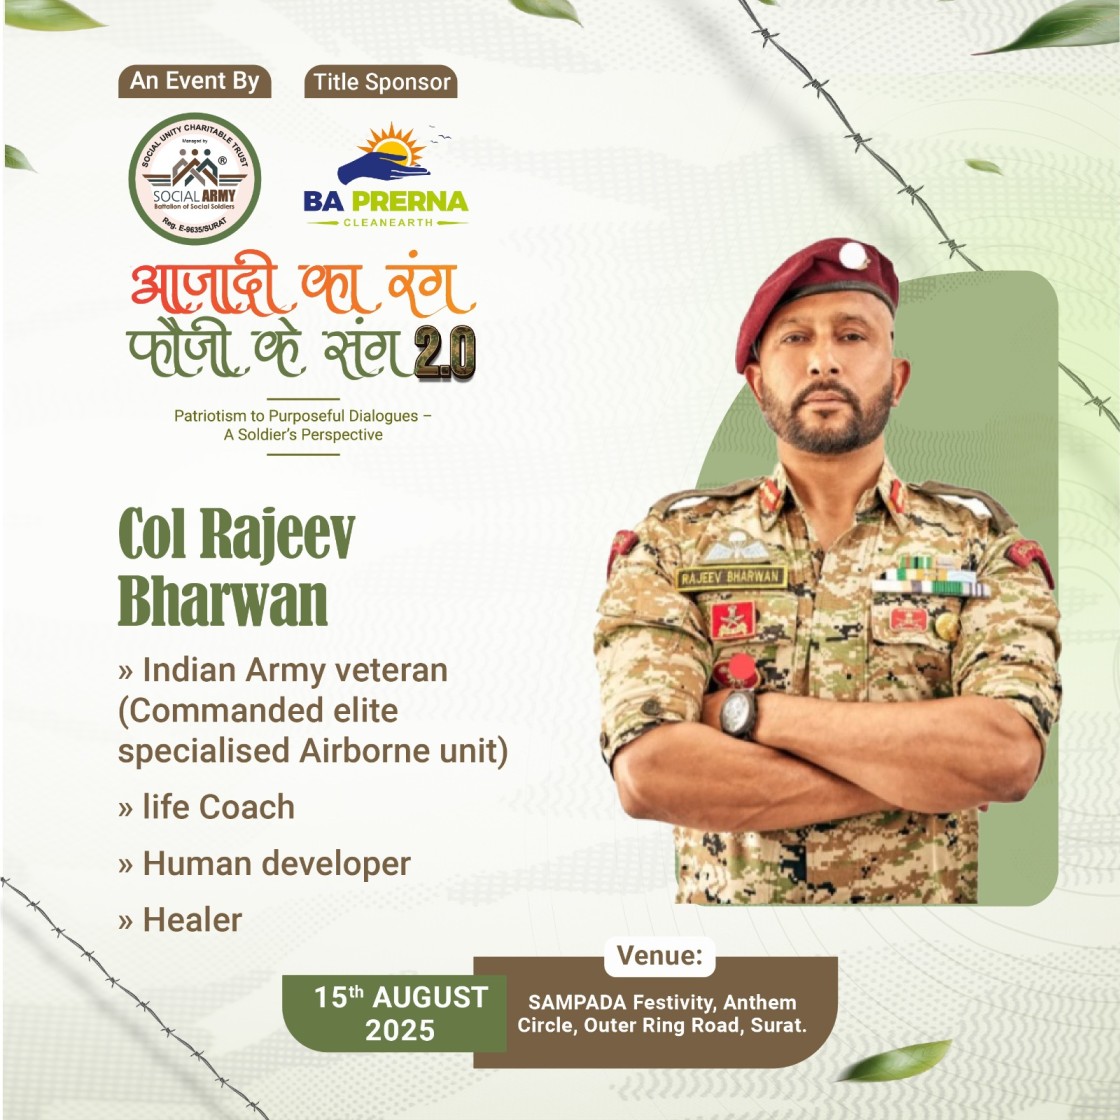 An Event By
Title Sponsor
SOCIAL UNITY CHARITABLE TRUST
Managed by
®
SOCIAL ARMY
Battalion of Social Soldiers
Reg. E-9635/SURAT
BA PRERNA
CLEANEARTH
आज़ादी का रंग
फौजी के संग 2.0
Patriotism to Purposeful Dialogues –
A Soldier's Perspective
Col Rajeev
Bharwan
» Indian Army veteran
(Commanded elite
specialised Airborne unit)
» life Coach
» Human developer
» Healer
RAJEEV BHARWAN
Venue:
15th AUGUST
2025
SAMPADA Festivity, Anthem
Circle, Outer Ring Road, Surat.